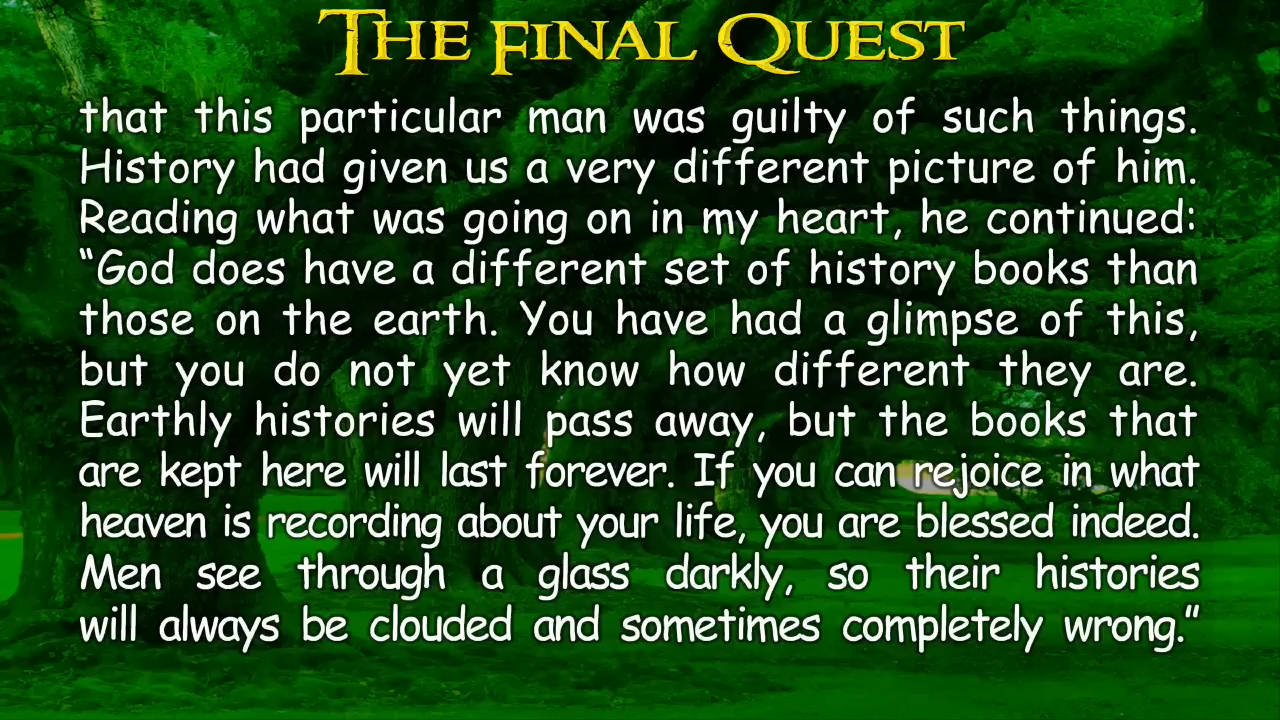 The Final Quest
that this particular man was guilty of such things.
History had given us a very different picture of him.
Reading what was going on in my heart, he continued:
“God does have a different set of history books than
those on the earth. You have had a glimpse of this,
but you do not yet know how different they are.
Earthly histories will pass away, but the books that
are kept here will last forever. If you can rejoice in what
heaven is recording about your life, you are blessed indeed.
Men see through a glass darkly, so their histories
will always be clouded and sometimes completely wrong.”